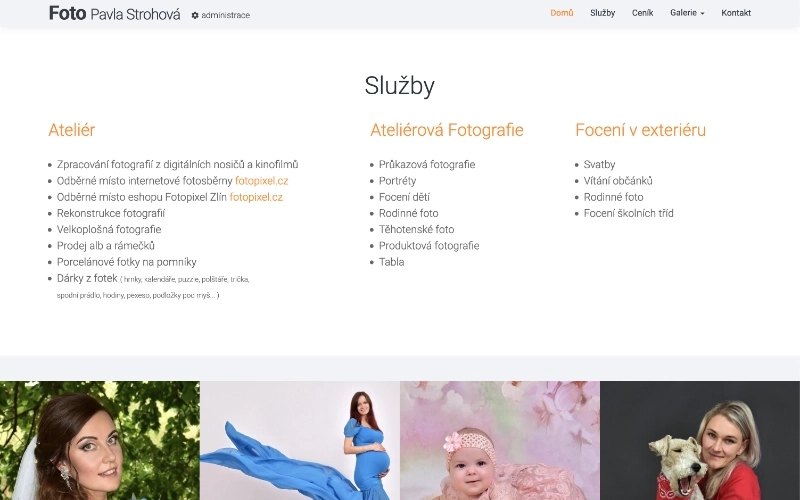 Foto Pavla Strohová administrace
Domů Služby Ceník Galerie Kontakt
Služby
Ateliér
Zpracování fotografií z digitálních nosičů a kinofilmů
Odběrné místo internetové fotosběrny fotopixel.cz
Odběrné místo eshopu Fotopixel Zlín fotopixel.cz
Rekonstrukce fotografií
Velkoplošná fotografie
Prodej alb a rámečků
Porcelánové fotky na pomníky
Dárky z fotek ( hrnky, kalendáře, puzzle, polštáře, trička,
spodní prádlo, hodiny, pexeso, podložky pod myš... )
Ateliérová Fotografie
Průkazová fotografie
Portréty
Focení dětí
Rodinné foto
Těhotenské foto
Produktová fotografie
Tabla
Focení v exteriéru
Svatby
Vítání občánků
Rodinné foto
Focení školních tříd